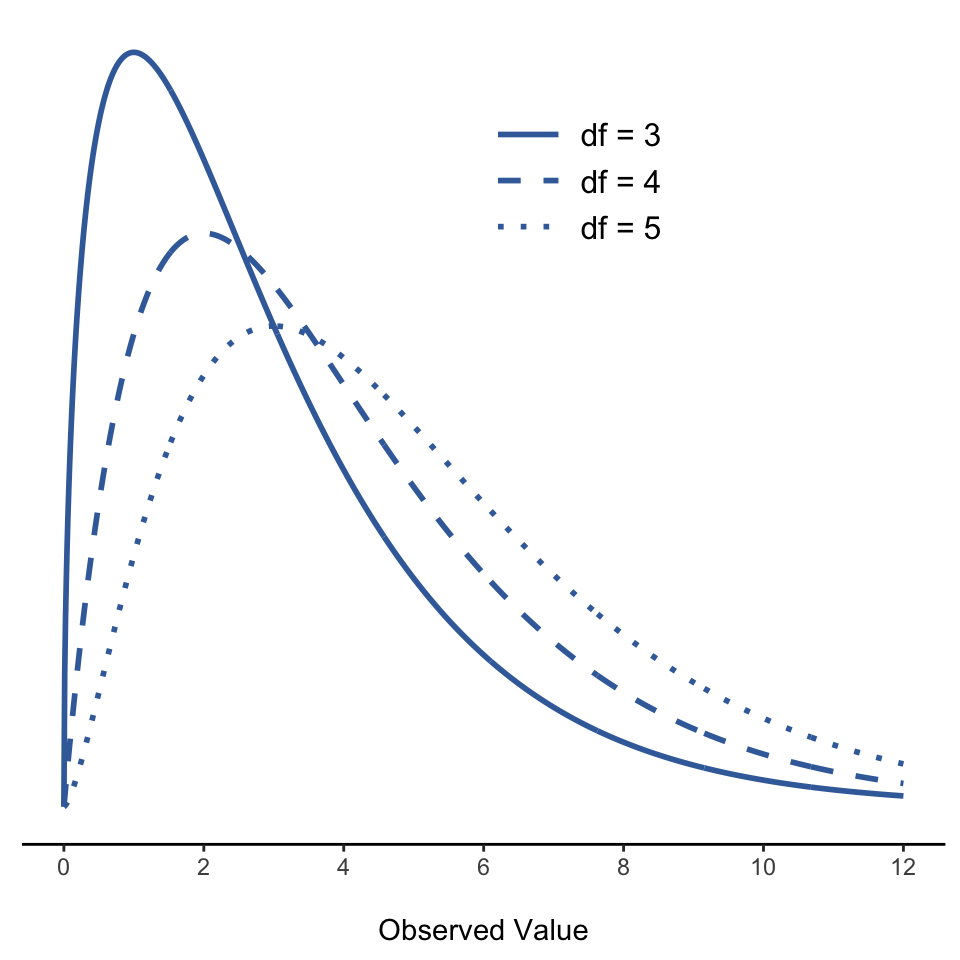 df = 3
df = 4
df = 5
0 2 4 6 8 10 12
Observed Value